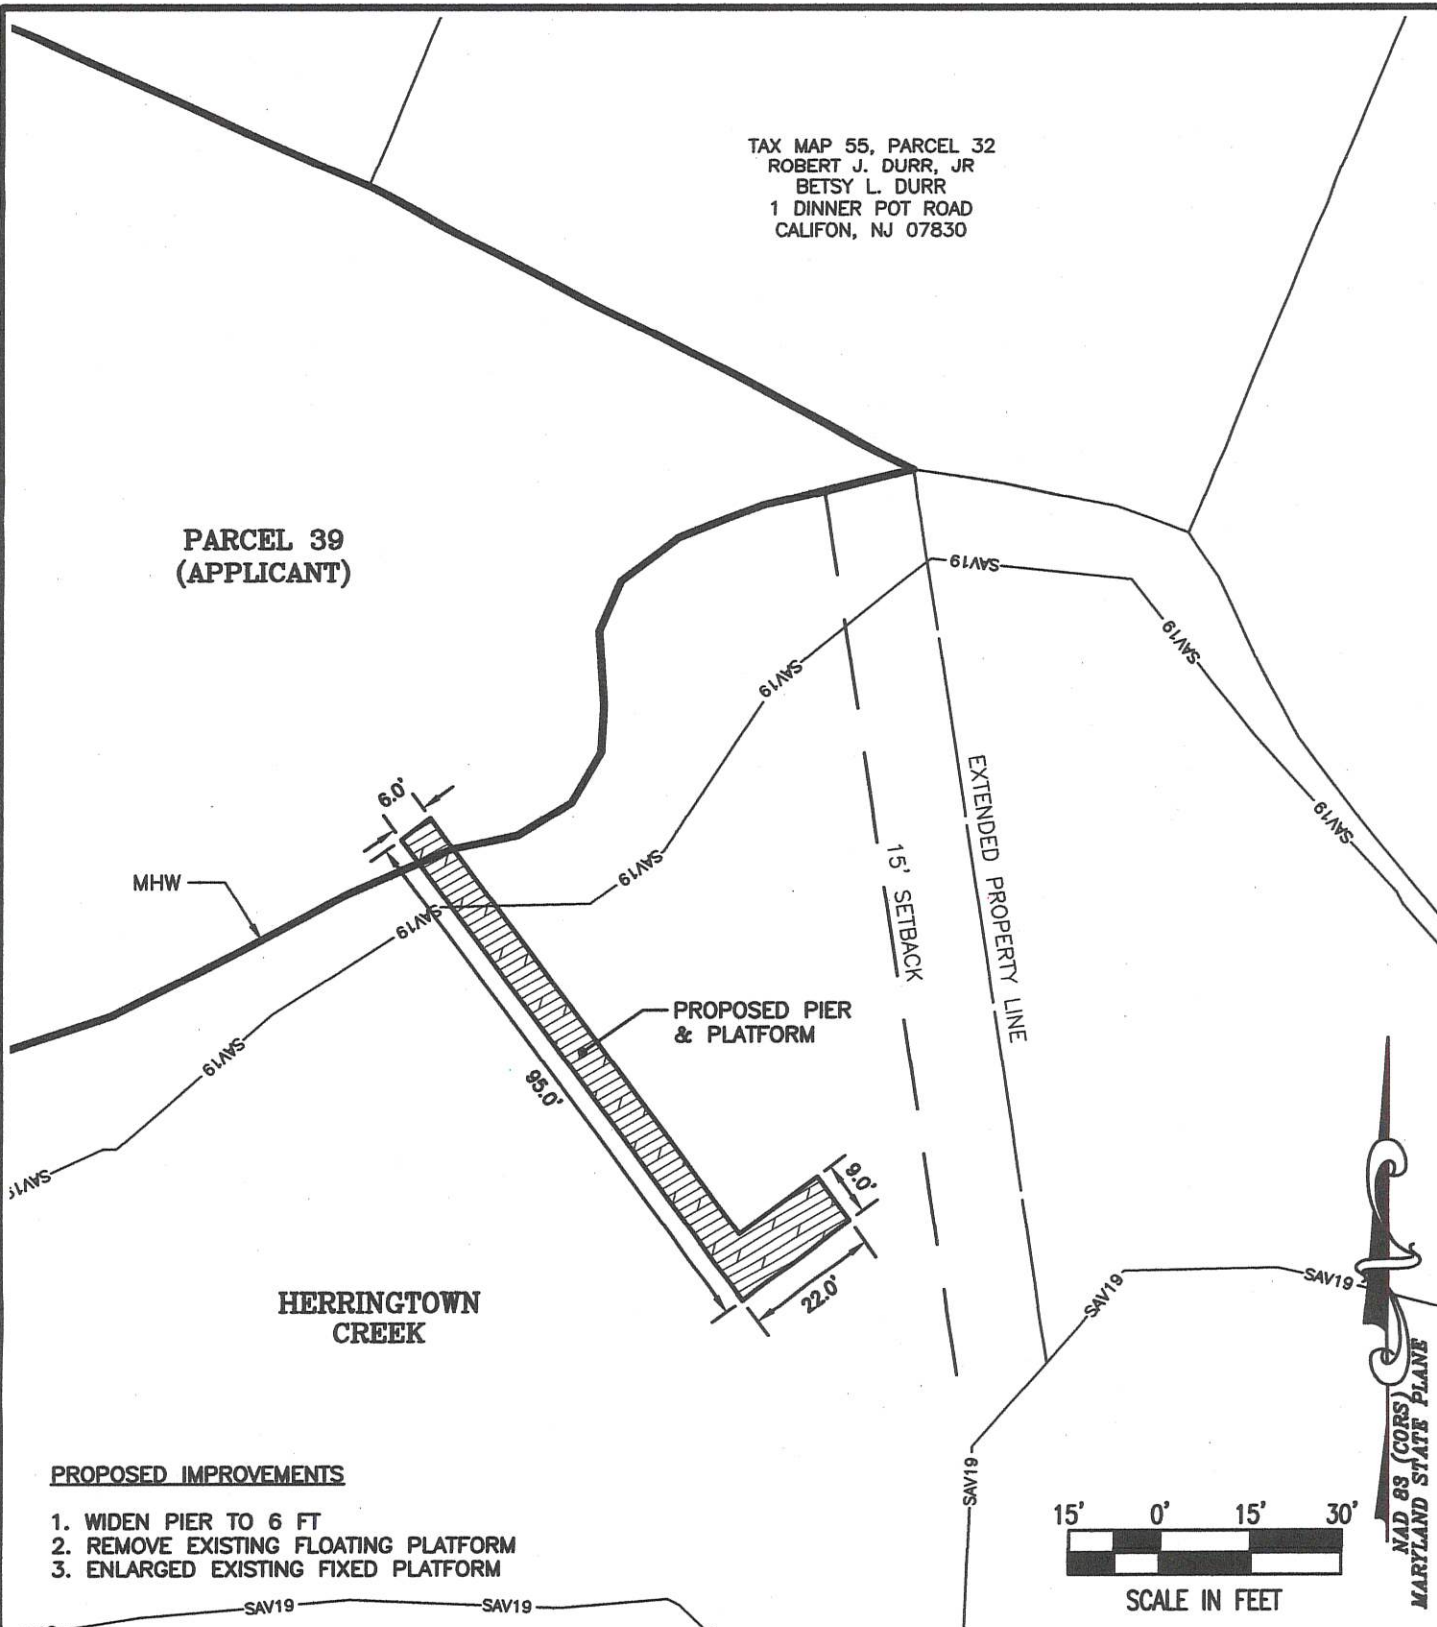 TAX MAP 55, PARCEL 32
ROBERT J. DURR, JR
BETSY L. DURR
1 DINNER POT ROAD
CALIFON, NJ 07830
PARCEL 39
(APPLICANT)
SAV19
SAV19
SAV19
SAV19
6.0'
SAV19
SAV19
MHW
SAV19
15' SETBACK
EXTENDED PROPERTY LINE
PROPOSED PIER
& PLATFORM
SAV19
95.0'
SAV19
9.0'
22.0'
HERRINGTOWN
CREEK
SAV19
SAV19
SAV19
NAD 83 (CORS)
MARYLAND STATE PLANE
PROPOSED IMPROVEMENTS
1. WIDEN PIER TO 6 FT
2. REMOVE EXISTING FLOATING PLATFORM
3. ENLARGED EXISTING FIXED PLATFORM
15' 0' 15' 30'
SCALE IN FEET
SAV19
SAV19